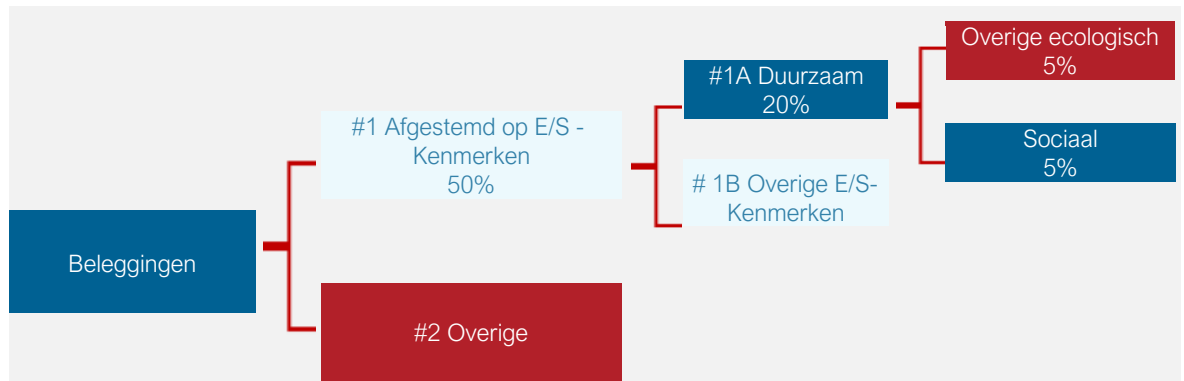 Beleggingen
#1 Afgestemd op E/S -
Kenmerken
50%
#2 Overige
#1A Duurzaam
20%
# 1B Overige E/S-
Kenmerken
Overige ecologisch
5%
Sociaal
5%